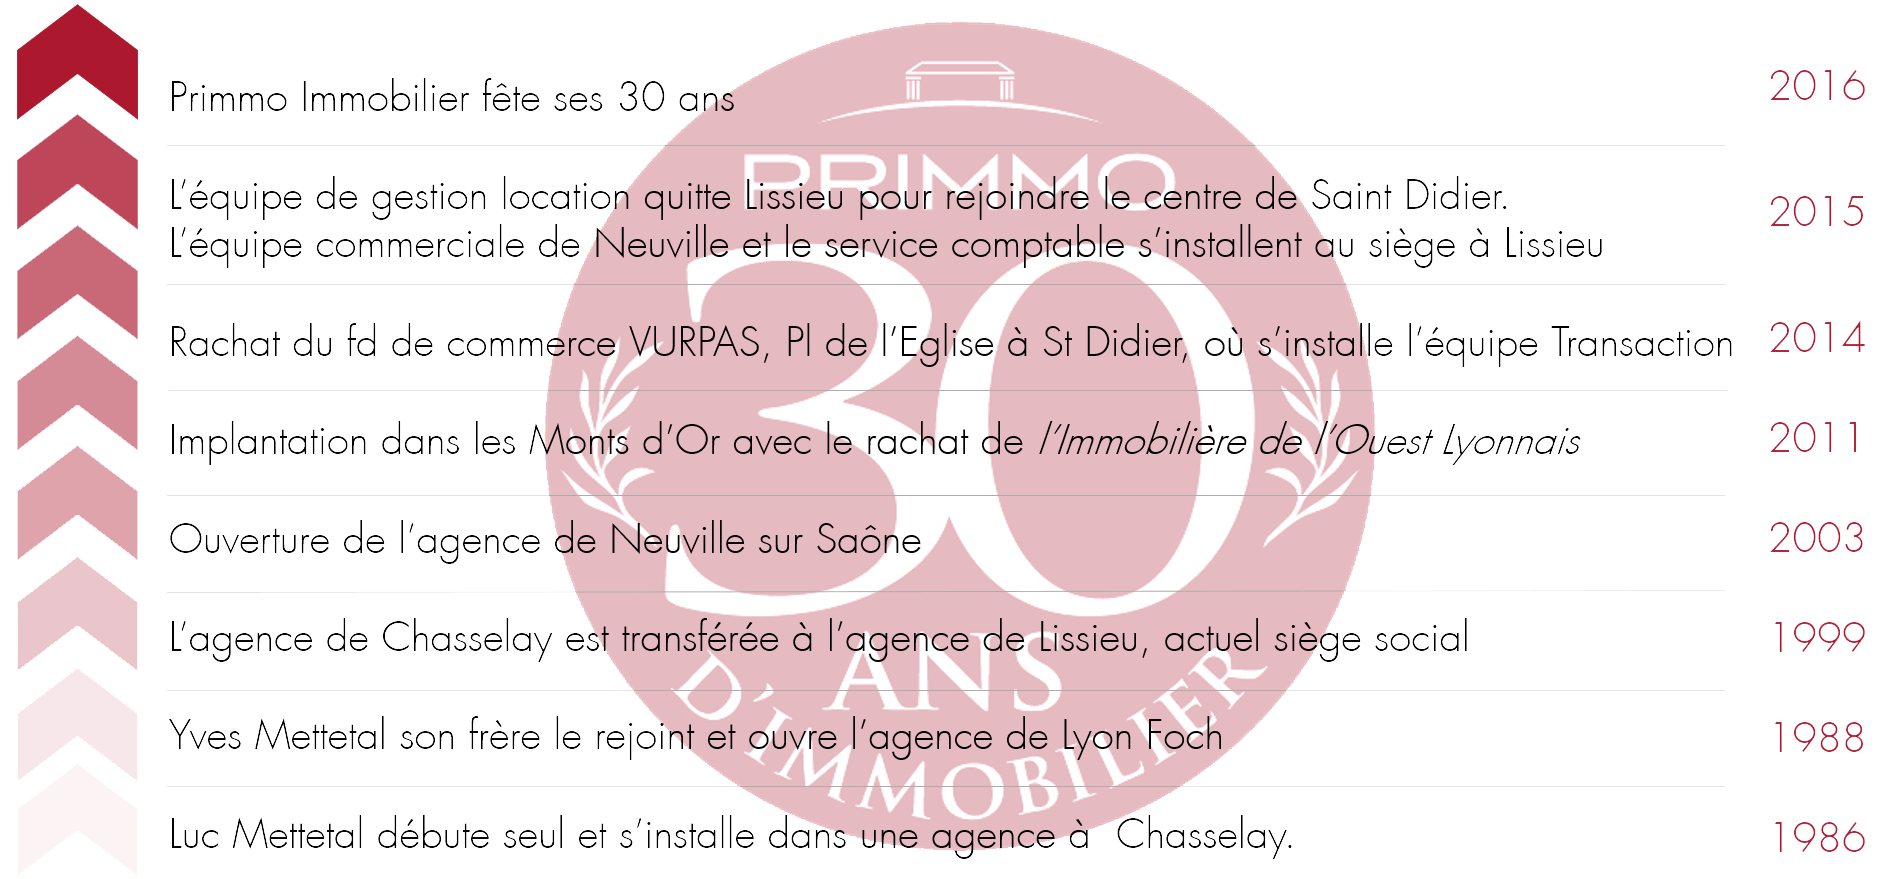 Primmo Immobilier fête ses 30 ans 2016
L'équipe de gestion location quitte Lissieu pour rejoindre le centre de Saint Didier. 2015
L'équipe commerciale de Neuville et le service comptable s'installent au siège à Lissieu
Rachat du fd de commerce VURPAS, Pl de l'Eglise à St Didier, où s'installe l'équipe Transaction 2014
Implantation dans les Monts d'Or avec le rachat de l'Immobilière de l'Ouest Lyonnais 2011
Ouverture de l'agence de Neuville sur Saône 2003
L'agence de Chasselay est transférée à l'agence de Lissieu, actuel siège social 1999
Yves Mettetal son frère le rejoint et ouvre l'agence de Lyon Foch 1988
Luc Mettetal débute seul et s'installe dans une agence à Chasselay. 1986
PRIMMO
30
ANS
D'IMMOBILIER